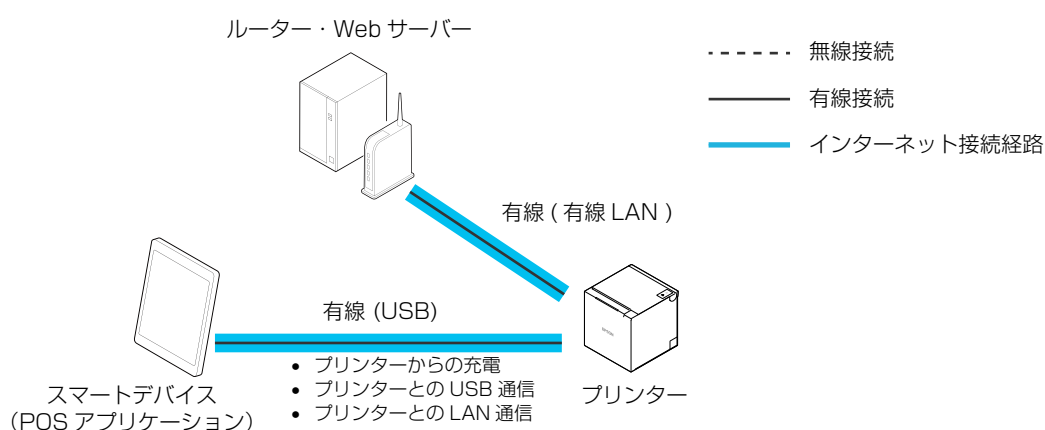 ルーター・Web サーバー
無線接続
有線接続
インターネット接続経路
有線 ( 有線 LAN )
有線 (USB)
• プリンターからの充電
• プリンターとの USB 通信
• プリンターとの LAN 通信
スマートデバイス
（POS アプリケーション）
EPSON
プリンター